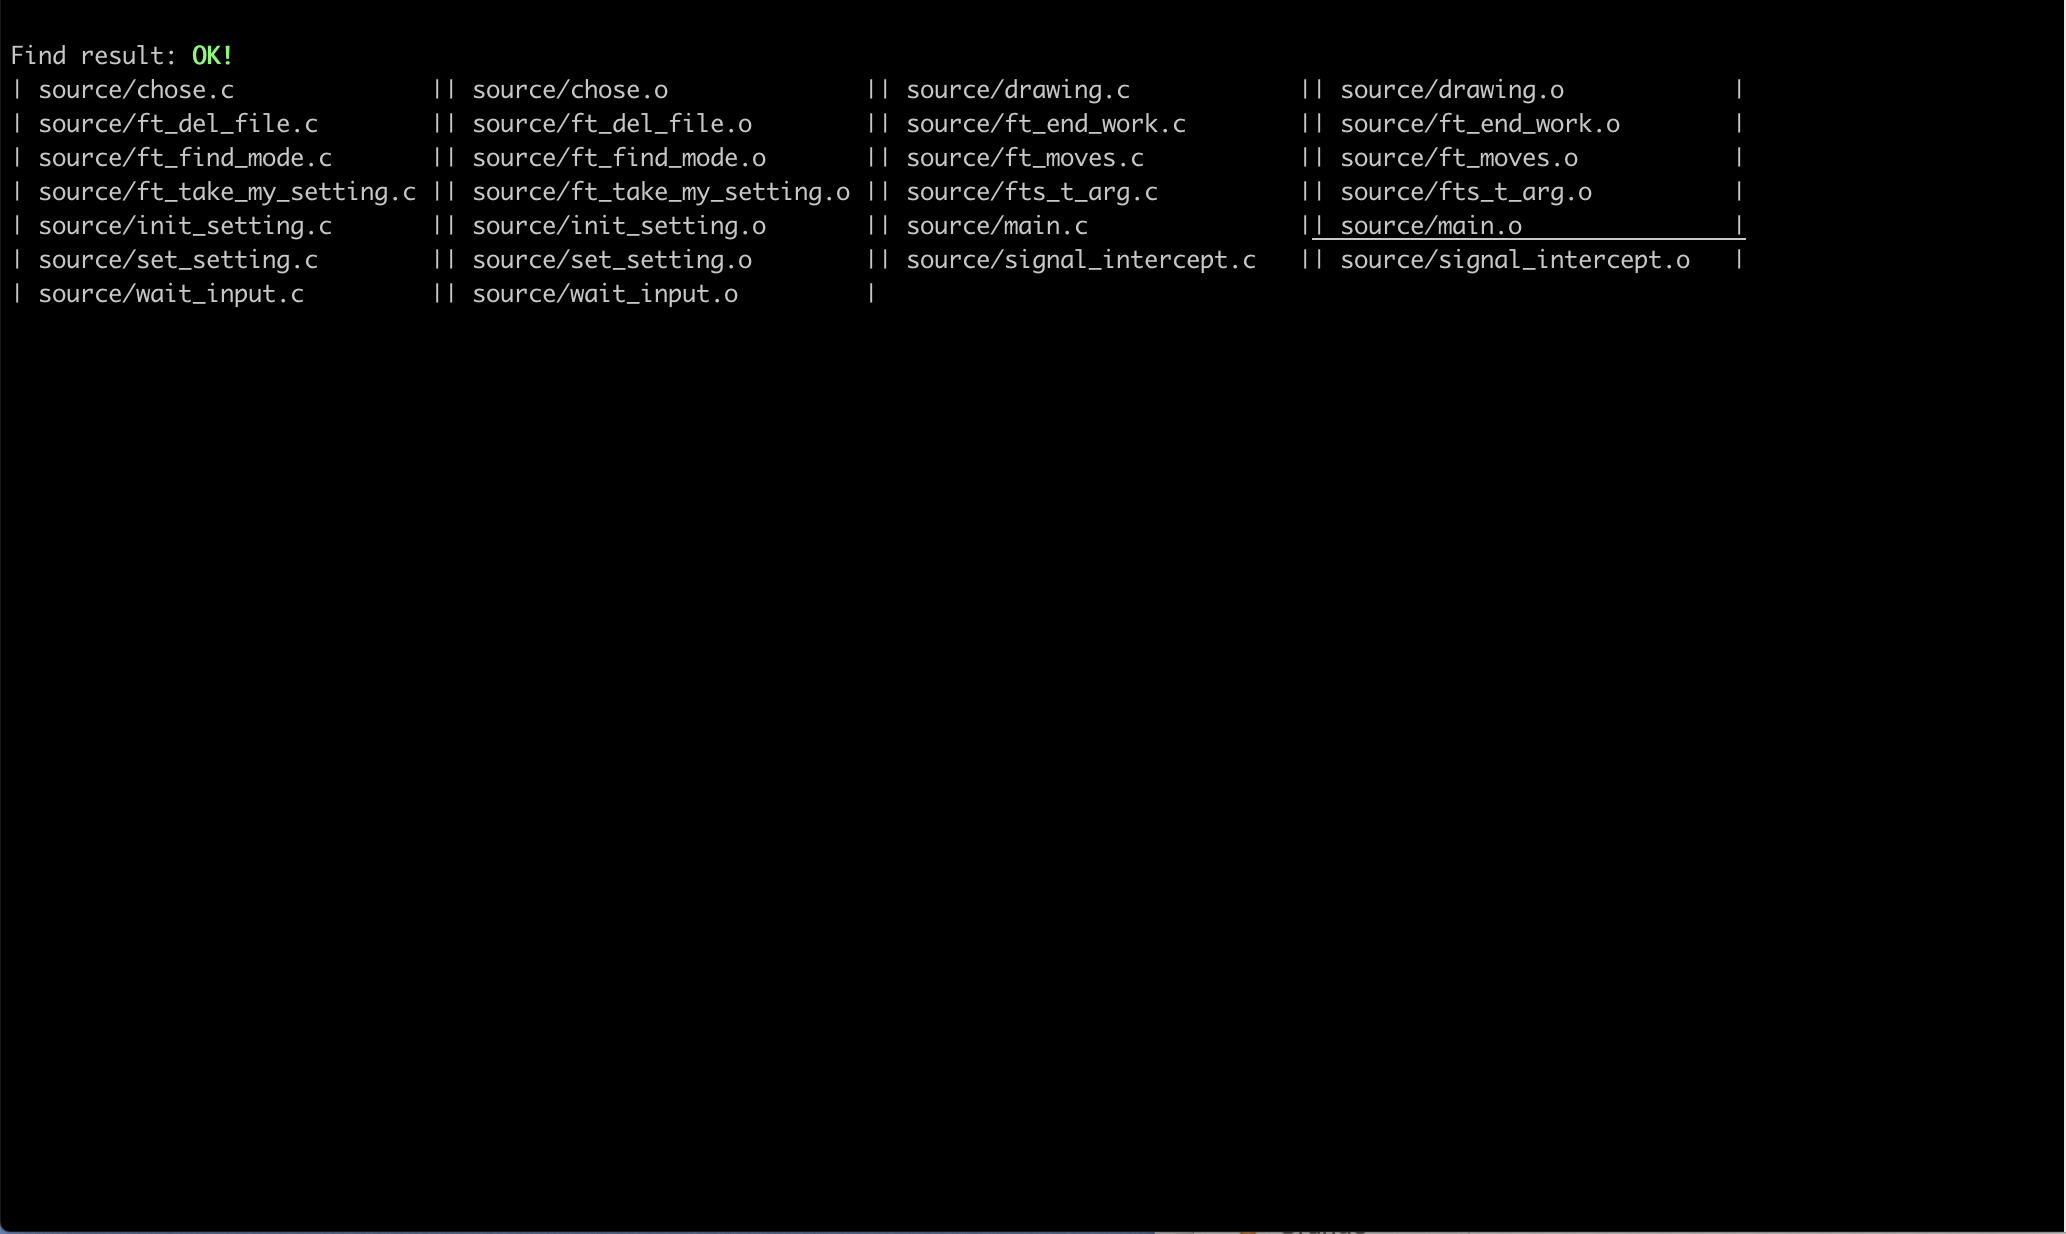 Find result: OK!
| source/chose.c || source/chose.o || source/drawing.c || source/drawing.o |
| source/ft_del_file.c || source/ft_del_file.o || source/ft_end_work.c || source/ft_end_work.o |
| source/ft_find_mode.c || source/ft_find_mode.o || source/ft_moves.c || source/ft_moves.o |
| source/ft_take_my_setting.c || source/ft_take_my_setting.o || source/fts_t_arg.c || source/fts_t_arg.o |
| source/init_setting.c || source/init_setting.o || source/main.c || source/main.o |
| source/set_setting.c || source/set_setting.o || source/signal_intercept.c || source/signal_intercept.o |
| source/wait_input.c || source/wait_input.o |